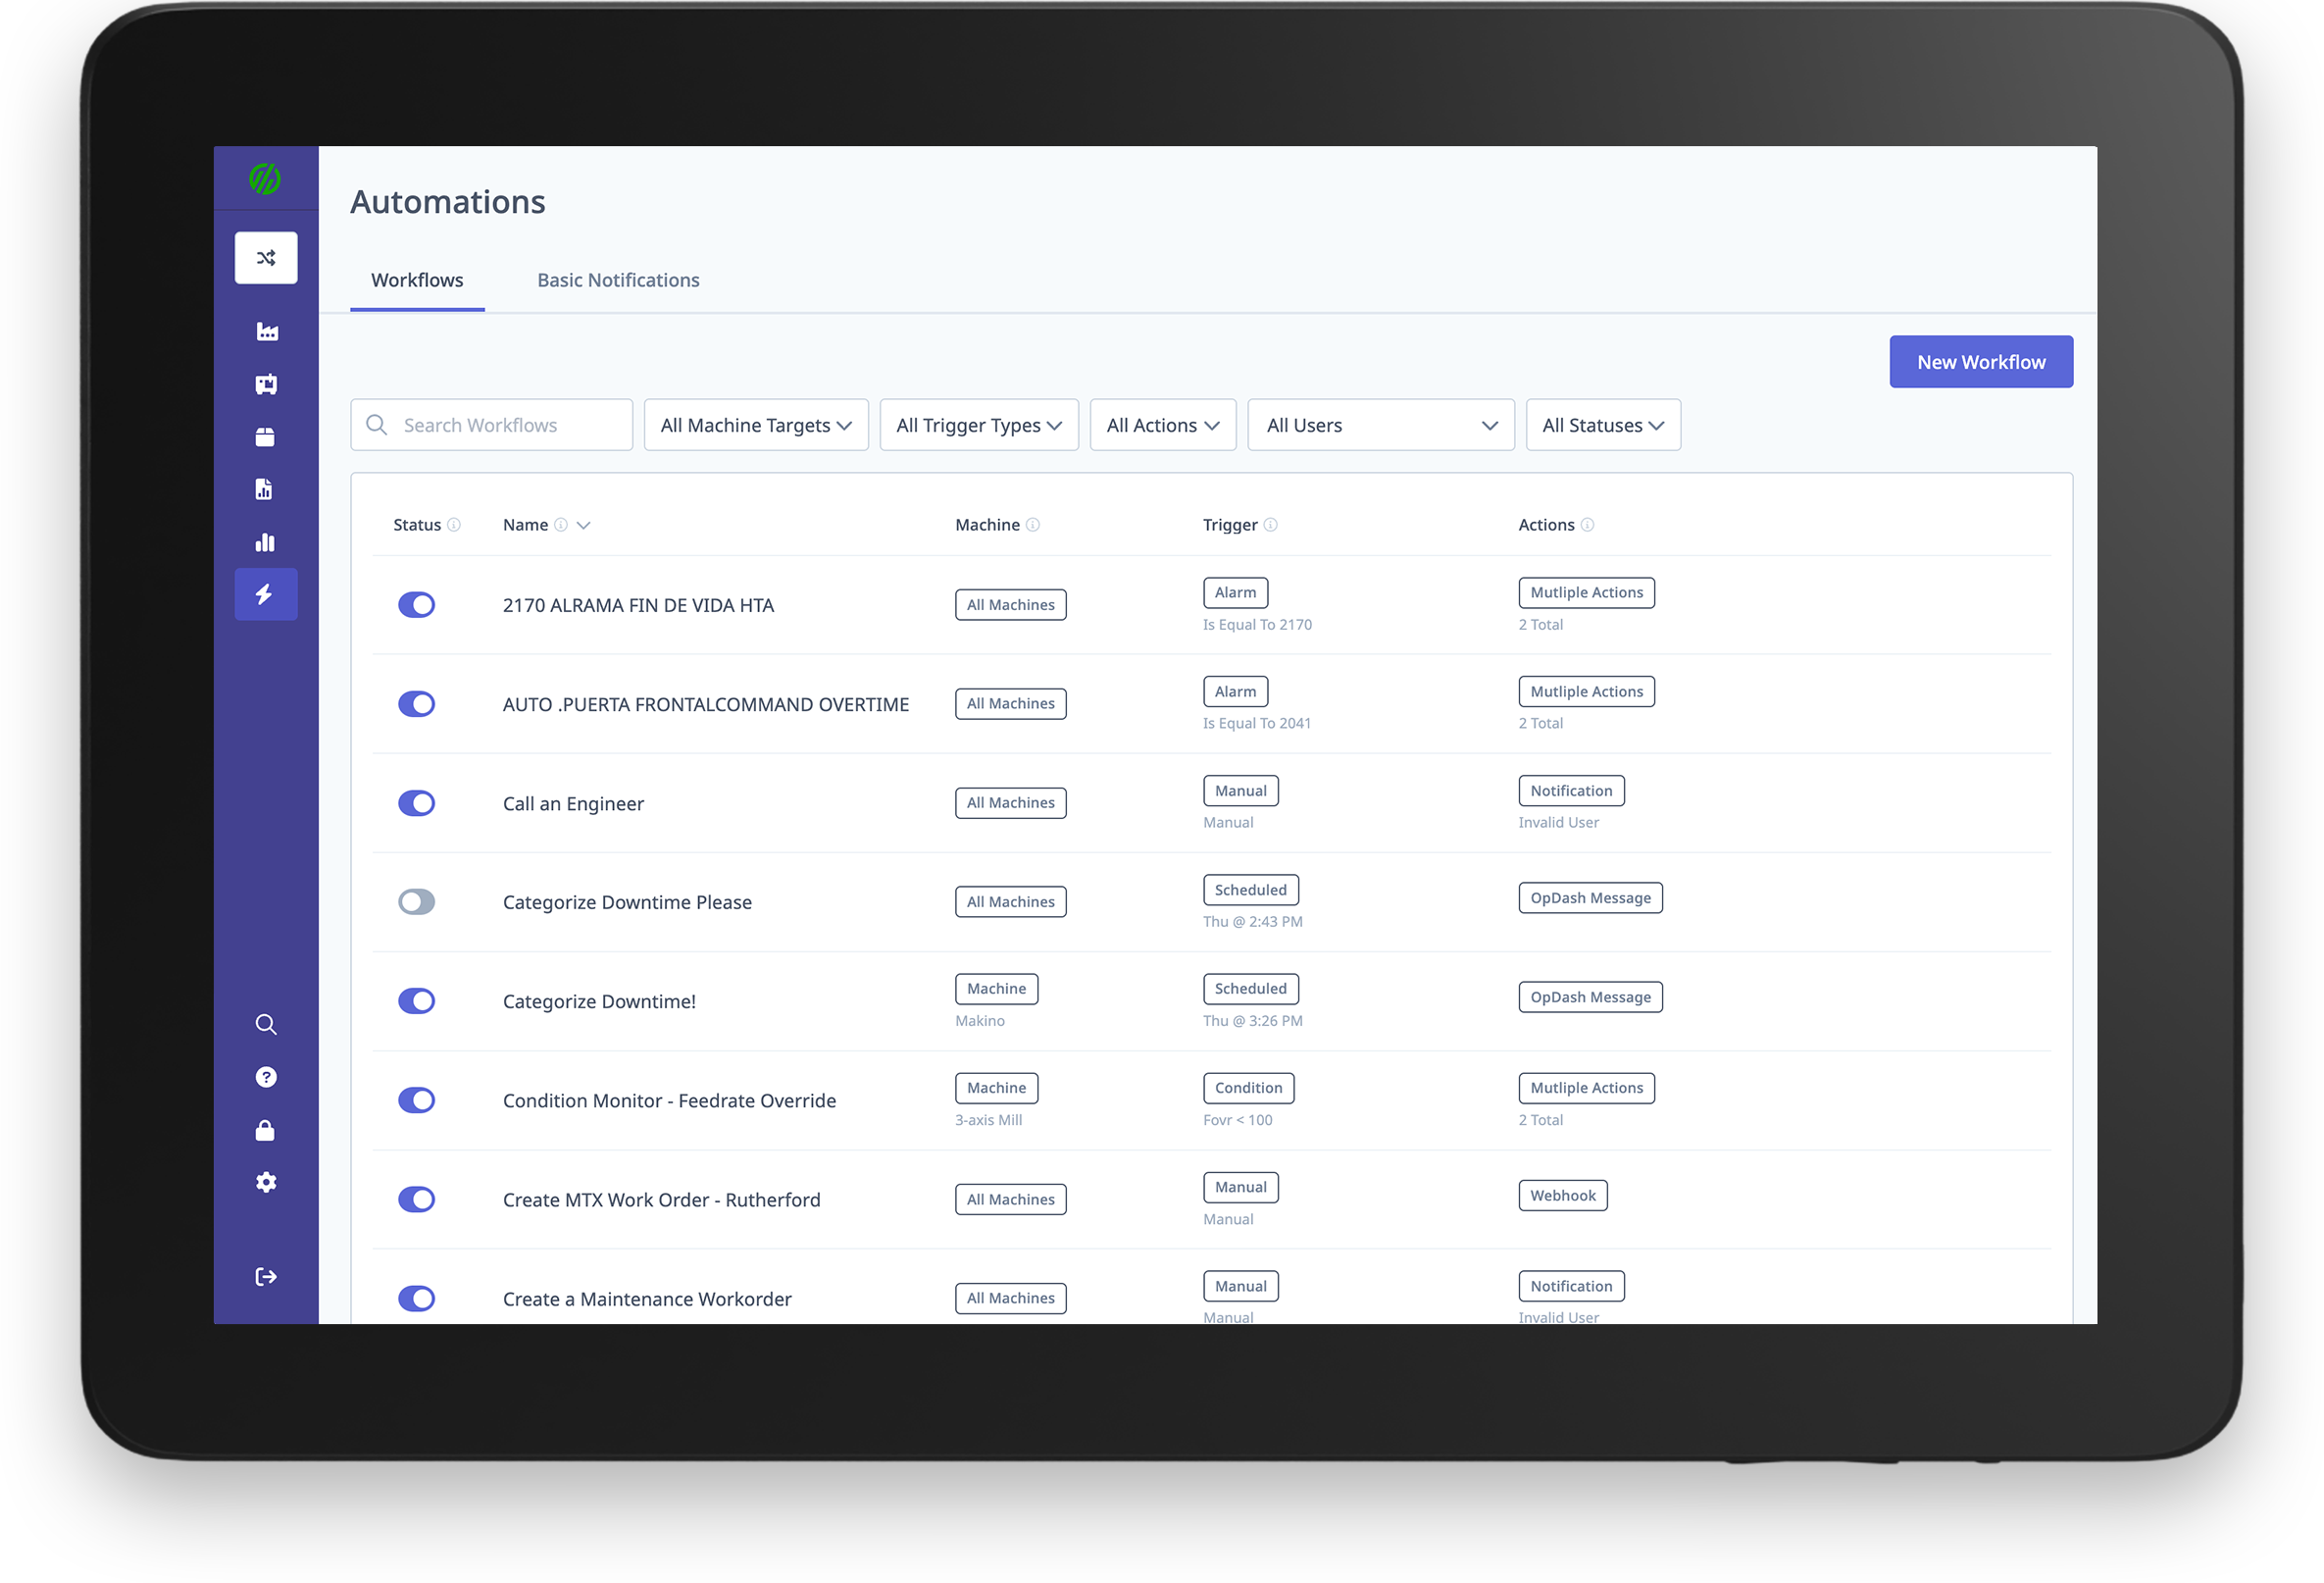 Automations
Workflows Basic Notifications
New Workflow
Search Workflows All Machine Targets All Trigger Types All Actions All Users All Statuses
Status Name Machine Trigger Actions
2170 ALRAMA FIN DE VIDA HTA All Machines Alarm Mutliple Actions
Is Equal To 2170 2 Total
AUTO .PUERTA FRONTALCOMMAND OVERTIME All Machines Alarm Mutliple Actions
Is Equal To 2041 2 Total
Call an Engineer All Machines Manual Notification
Manual Invalid User
Categorize Downtime Please All Machines Scheduled OpDash Message
Thu @ 2:43 PM
Categorize Downtime! Machine Scheduled OpDash Message
Makino Thu @ 3:26 PM
Condition Monitor - Feedrate Override Machine Condition Mutliple Actions
3-axis Mill Fovr < 100 2 Total
Create MTX Work Order - Rutherford All Machines Manual Webhook
Manual
Create a Maintenance Workorder All Machines Manual Notification
Manual Invalid User